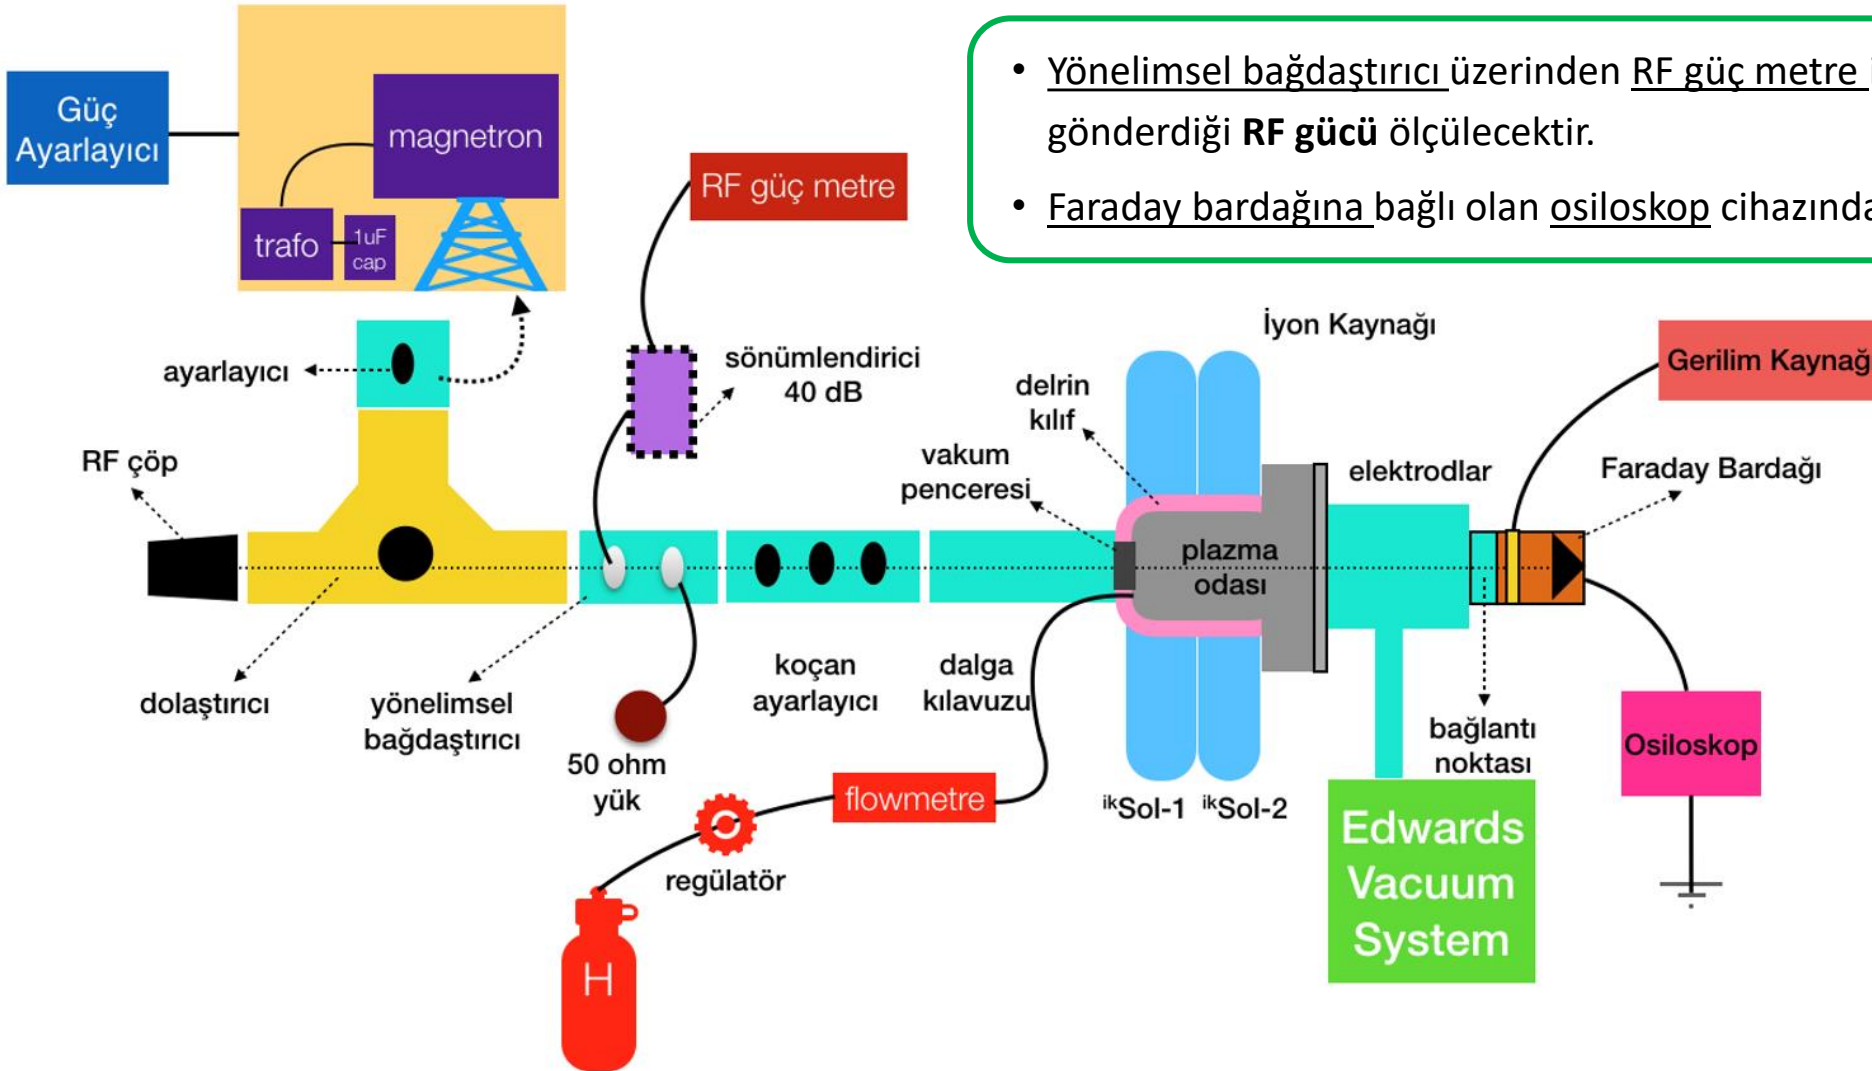 Güç
Ayarlayıcı
magnetron
trafo
1uF
cap
RF güç metre
• Yönelimsel bağdaştırıcı üzerinden RF güç metre
gönderdiği RF gücü ölçülecektir.
• Faraday bardağına bağlı olan osiloskop cihazında
ayarlayıcı
sönümlendirici
40 dB
İyon Kaynağı
Gerilim Kaynağ
RF çöp
delrin
kılıf
vakum
penceresi
elektrodlar
Faraday Bardağı
plazma
odası
dolaştırıcı
yönelimsel
bağdaştırıcı
koçan
ayarlayıcı
dalga
kılavuzu
50 ohm
yük
bağlantı
noktası
Osiloskop
flowmetre
ikSol-1 ikSol-2
regülatör
Edwards
Vacuum
System
H